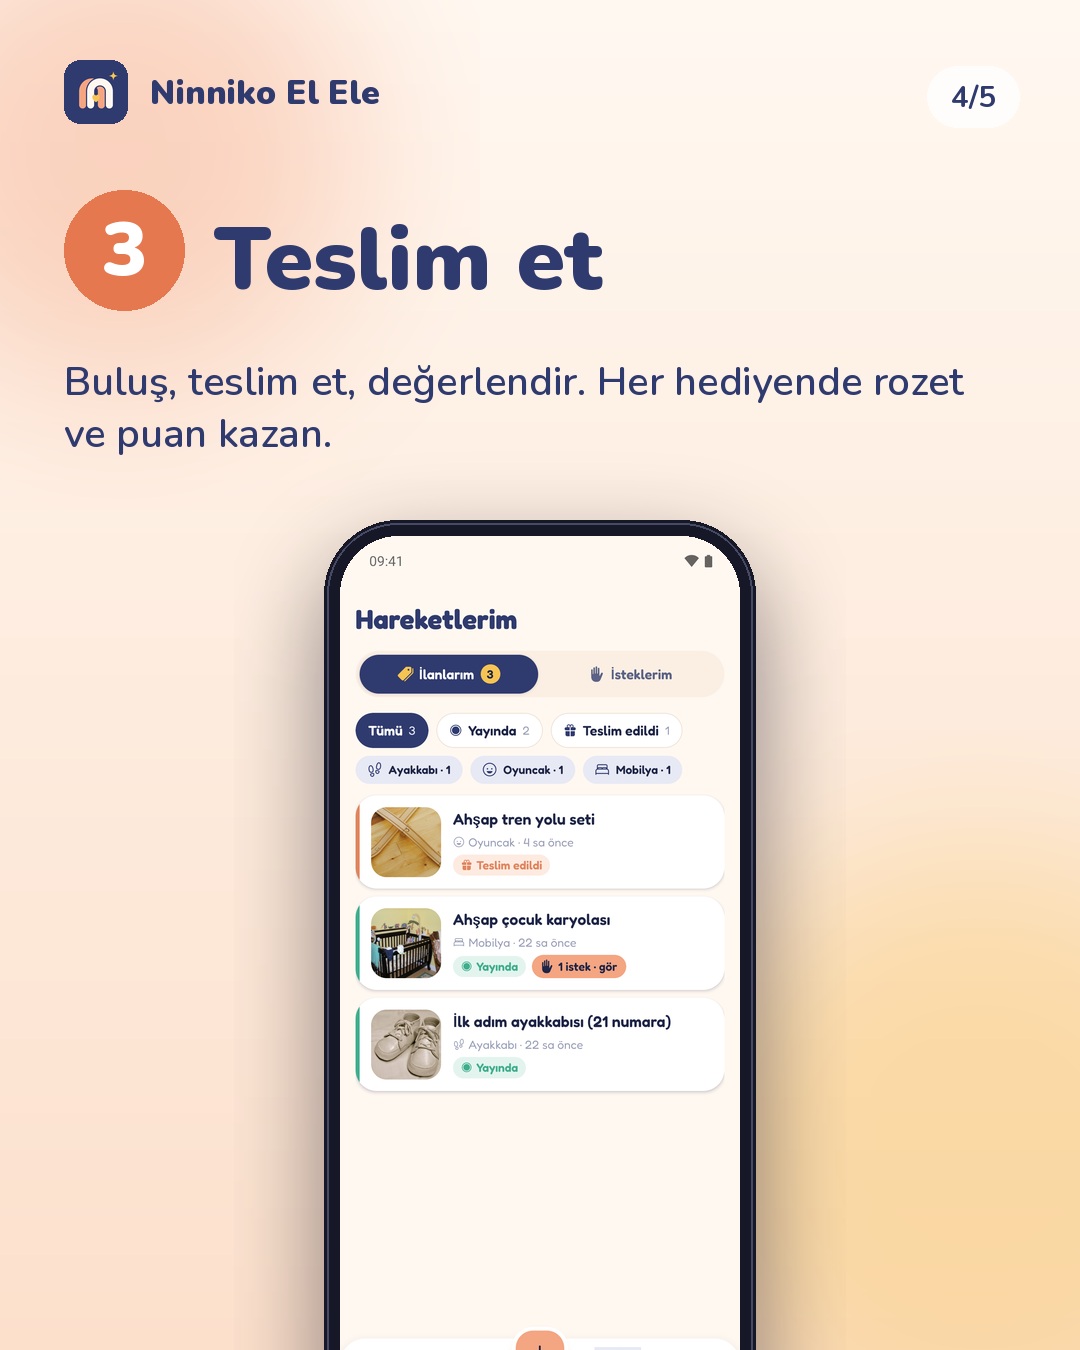 Ninniko El Ele
4/5
3 Teslim et
Buluş, teslim et, değerlendir. Her hediyende rozet
ve puan kazan.
09:41
Hareketlerim
İlanlarım 3 İsteklerim
Tümü 3 Yayında 2 Teslim edildi 1
Ayakkabı · 1 Oyuncak · 1 Mobilya · 1
Ahşap tren yolu seti
Oyuncak · 4 sa önce
Teslim edildi
Ahşap çocuk karyolası
Mobilya · 22 sa önce
Yayında 1 istek · gör
İlk adım ayakkabısı (21 numara)
Ayakkabı · 22 sa önce
Yayında